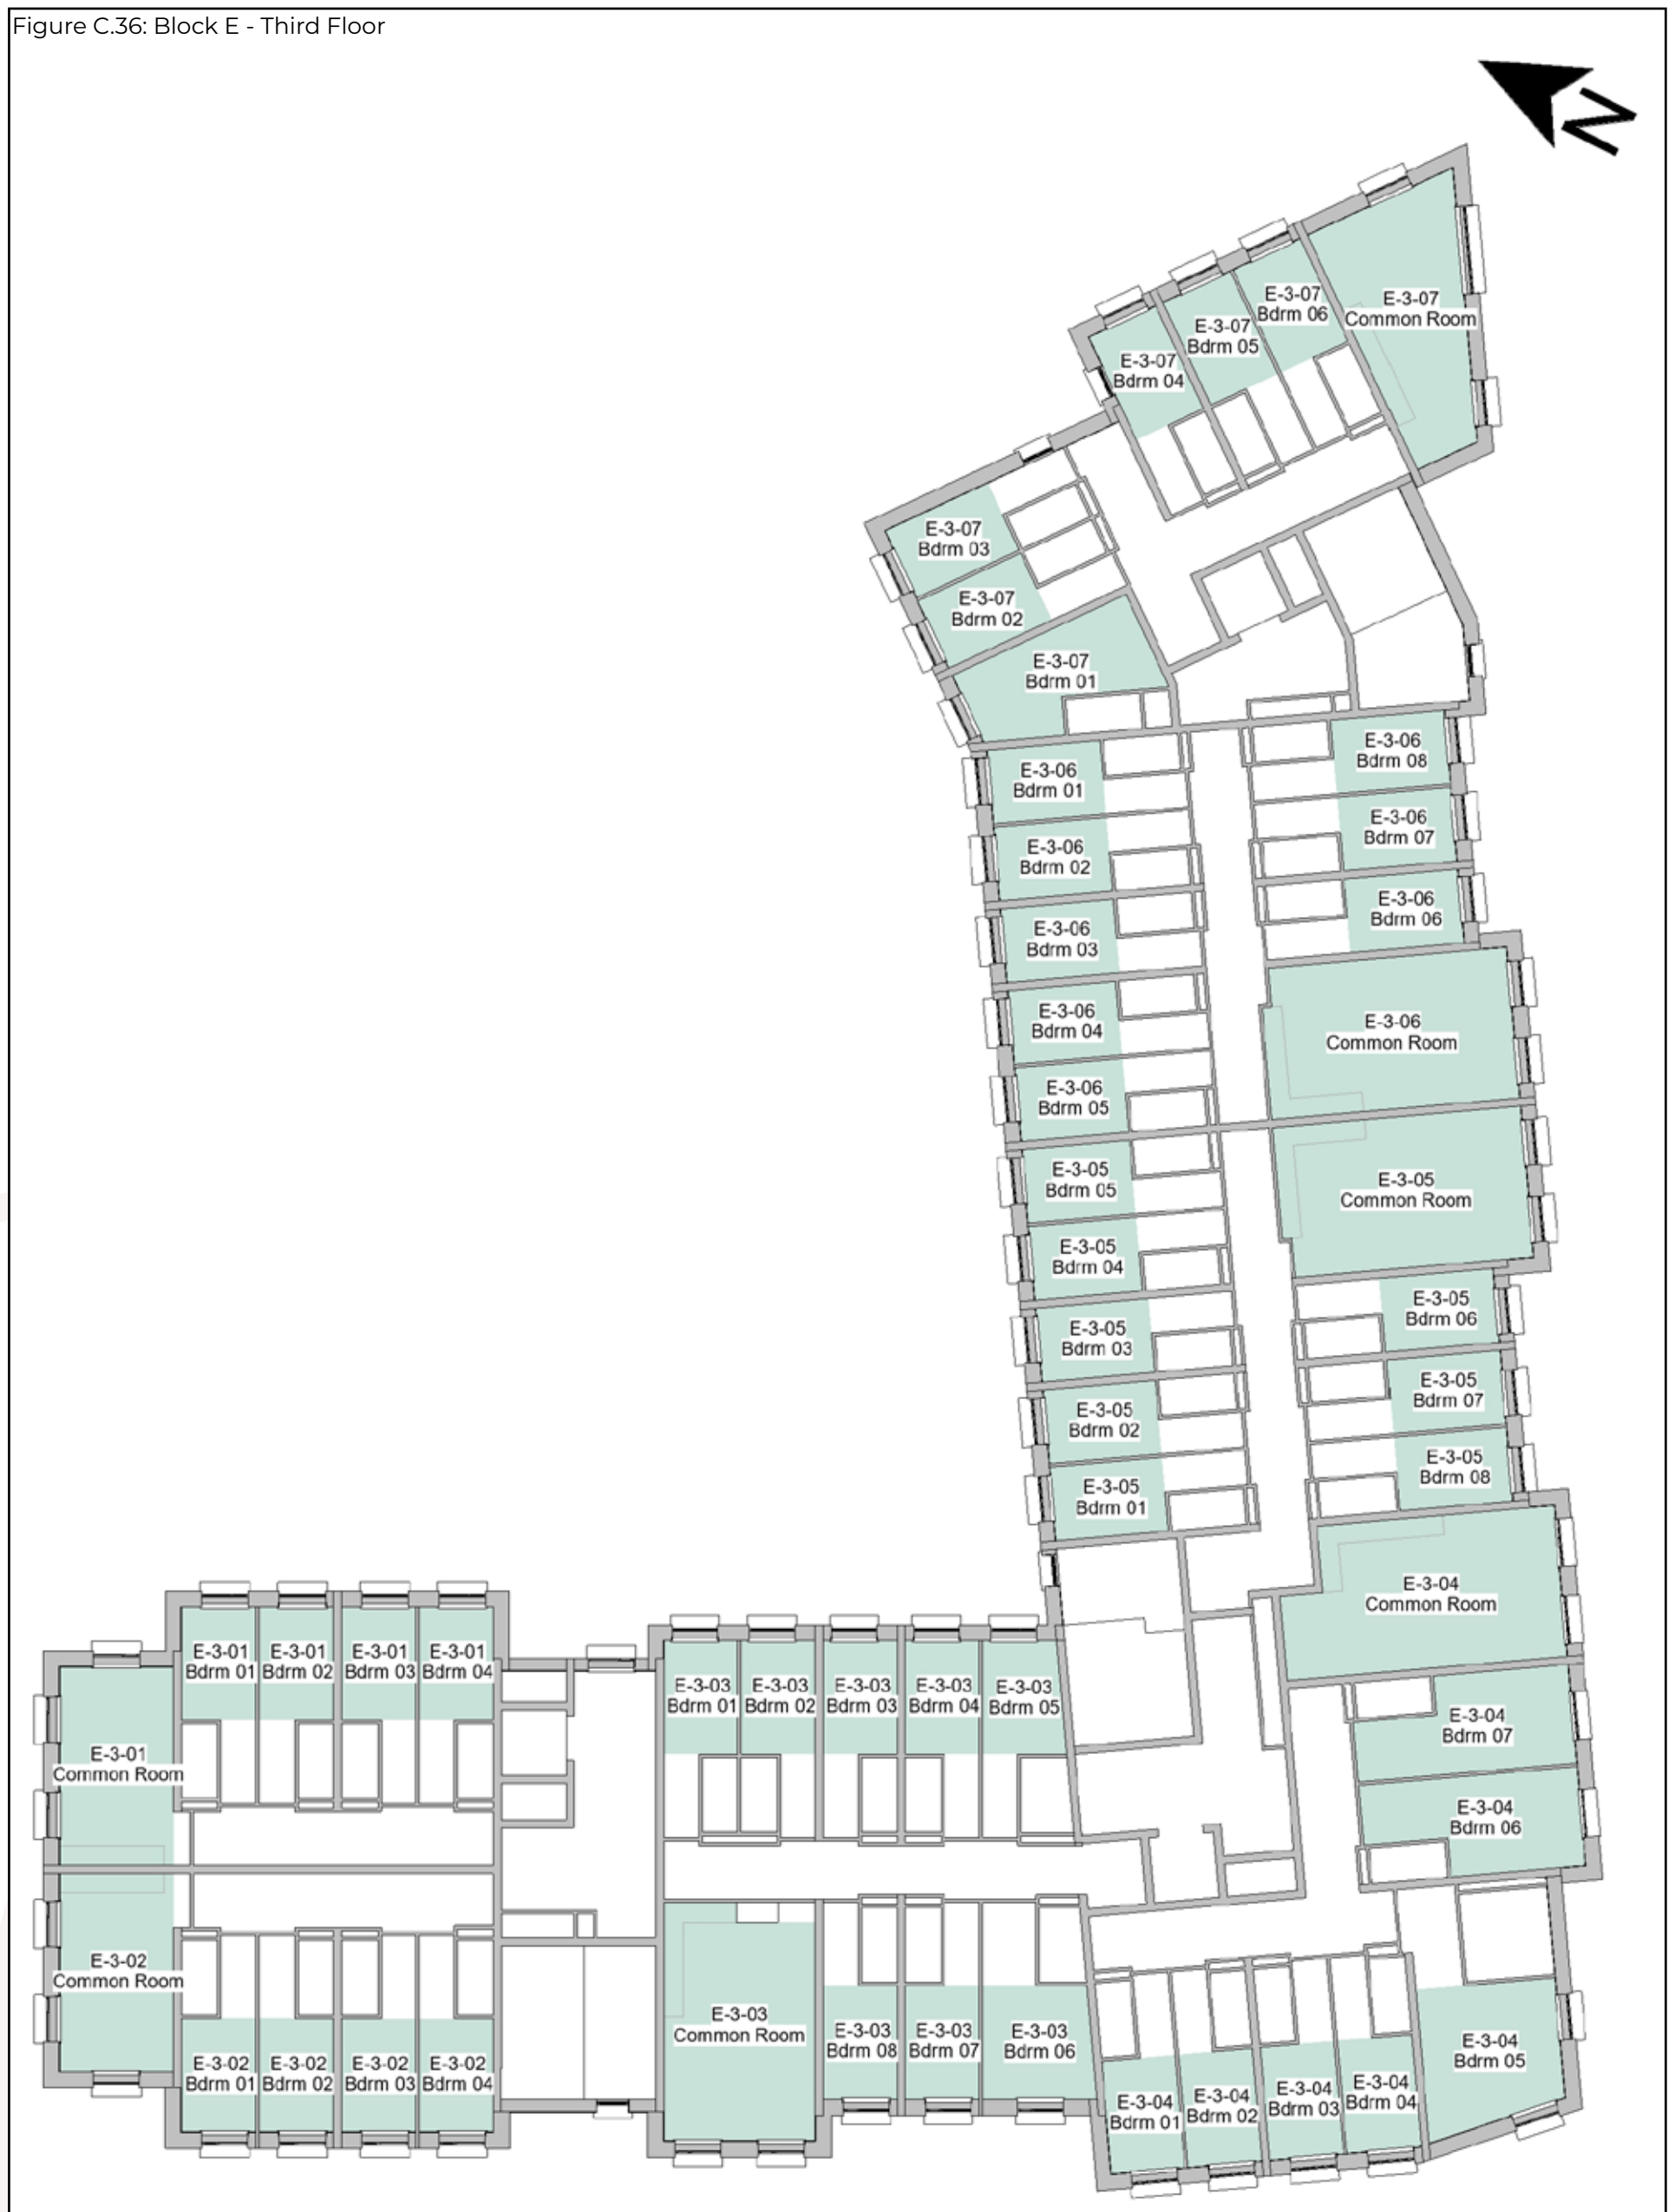 Figure C.36: Block E - Third Floor
N
E-3-07
Common Room
E-3-07
Bdrm 06
E-3-07
Bdrm 05
E-3-07
Bdrm 04
E-3-07
Bdrm 03
E-3-07
Bdrm 02
E-3-07
Bdrm 01
E-3-06
Bdrm 08
E-3-06
Bdrm 01
E-3-06
Bdrm 07
E-3-06
Bdrm 02
E-3-06
Bdrm 06
E-3-06
Bdrm 03
E-3-06
Bdrm 04
E-3-06
Common Room
E-3-06
Bdrm 05
E-3-05
Bdrm 05
E-3-05
Common Room
E-3-05
Bdrm 04
E-3-05
Bdrm 06
E-3-05
Bdrm 03
E-3-05
Bdrm 07
E-3-05
Bdrm 02
E-3-05
Bdrm 08
E-3-05
Bdrm 01
E-3-04
Common Room
E-3-01
Bdrm 01
E-3-01
Bdrm 02
E-3-01
Bdrm 03
E-3-01
Bdrm 04
E-3-03
Bdrm 01
E-3-03
Bdrm 02
E-3-03
Bdrm 03
E-3-03
Bdrm 04
E-3-03
Bdrm 05
E-3-04
Bdrm 07
E-3-01
Common Room
E-3-04
Bdrm 06
E-3-02
Common Room
E-3-03
Common Room
E-3-03
Bdrm 08
E-3-03
Bdrm 07
E-3-03
Bdrm 06
E-3-04
Bdrm 05
E-3-02
Bdrm 01
E-3-02
Bdrm 02
E-3-02
Bdrm 03
E-3-02
Bdrm 04
E-3-04
Bdrm 01
E-3-04
Bdrm 02
E-3-04
Bdrm 03
E-3-04
Bdrm 04